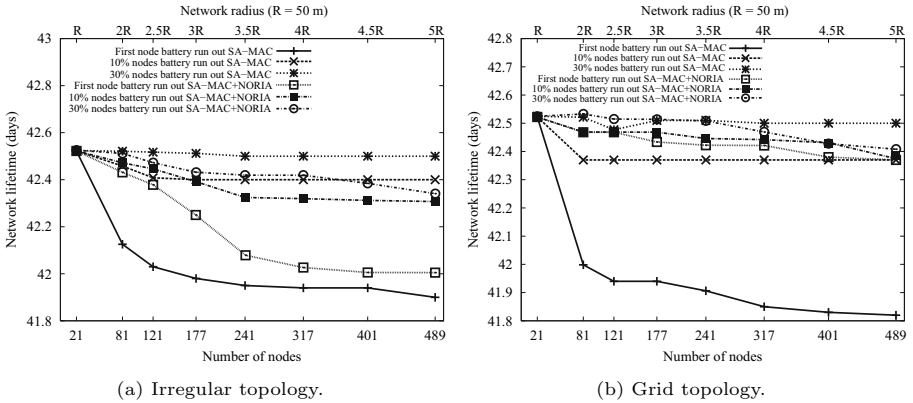 Network radius (R = 50 m)
R 2R 2.5R 3R 3.5R 4R 4.5R 5R
First node battery run out SA−MAC
10% nodes battery run out SA−MAC
30% nodes battery run out SA−MAC
First node battery run out SA−MAC+NORIA
10% nodes battery run out SA−MAC+NORIA
30% nodes battery run out SA−MAC+NORIA
Network lifetime (days)
43
42.8
42.6
42.4
42.2
42
41.8
21 81 121 177 241 317 401 489
Number of nodes
(a) Irregular topology.
Network radius (R = 50 m)
R 2R 2.5R 3R 3.5R 4R 4.5R 5R
First node battery run out SA−MAC
10% nodes battery run out SA−MAC
30% nodes battery run out SA−MAC
First node battery run out SA−MAC+NORIA
10% nodes battery run out SA−MAC+NORIA
30% nodes battery run out SA−MAC+NORIA
Network lifetime (days)
42.8
42.7
42.6
42.5
42.4
42.3
42.2
42.1
42
41.9
41.8
21 81 121 177 241 317 401 489
Number of nodes
(b) Grid topology.